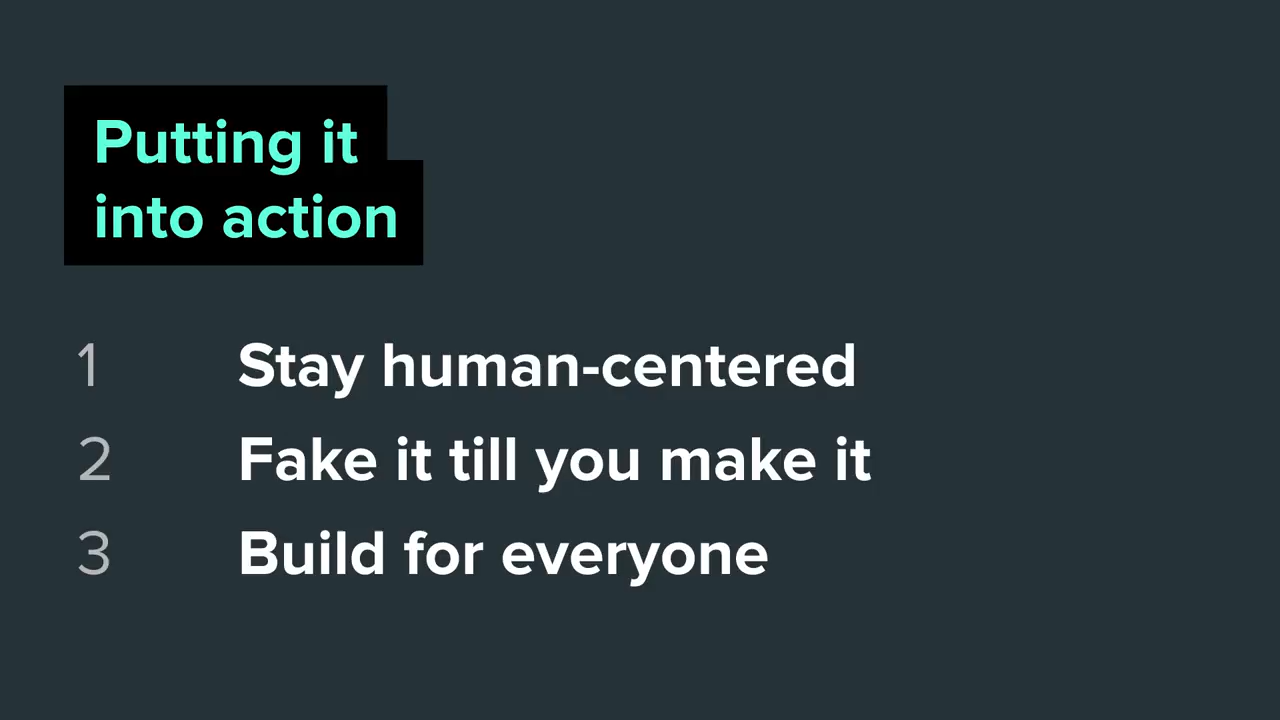 Putting it
into action
1 Stay human-centered
2 Fake it till you make it
3 Build for everyone